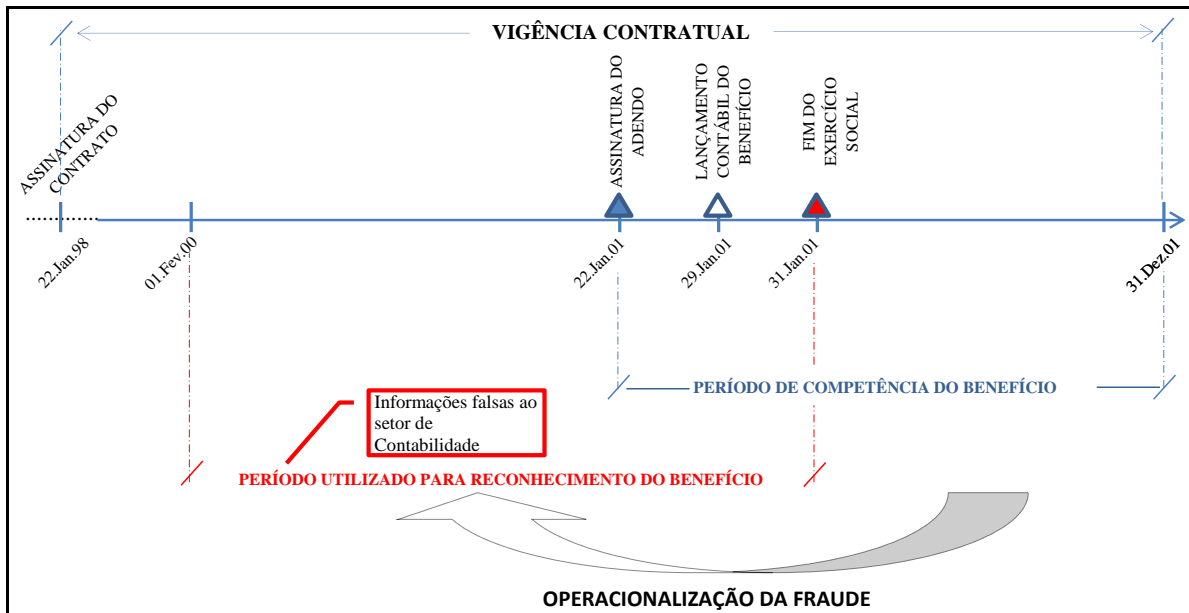 VIGÊNCIA CONTRATUAL
ASSINATURA DO
CONTRATO
ASSINATURA DO
ADENDO
LANÇAMENTO
CONTÁBIL DO
BENEFÍCIO
FIM DO
EXERCÍCIO
SOCIAL
22.Jan.98
01.Fev.00
22.Jan.01
29.Jan.01
31.Jan.01
31.Dez.01
PERÍODO DE COMPETÊNCIA DO BENEFÍCIO
Informações falsas ao
setor de
Contabilidade
PERÍODO UTILIZADO PARA RECONHECIMENTO DO BENEFÍCIO
OPERACIONALIZAÇÃO DA FRAUDE